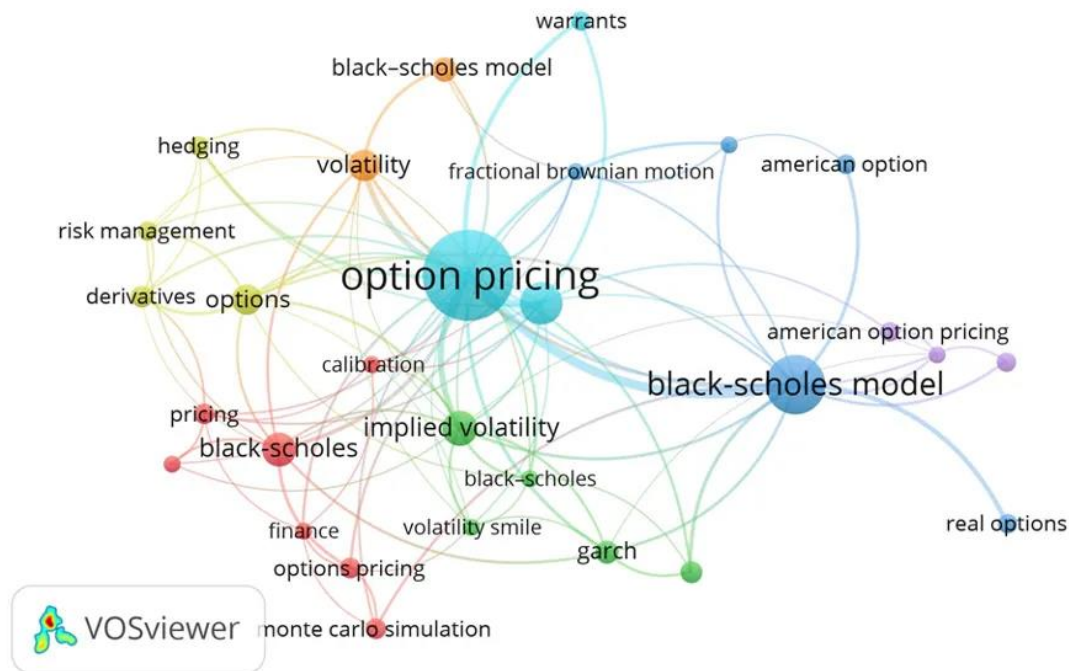 warrants
black–scholes model
hedging
volatility
fractional brownian motion
american option
risk management
option pricing
derivatives
options
american option pricing
calibration
black-scholes model
pricing
implied volatility
black-scholes
black–scholes
volatility smile
real options
finance
garch
options pricing
VOSviewer
monte carlo simulation